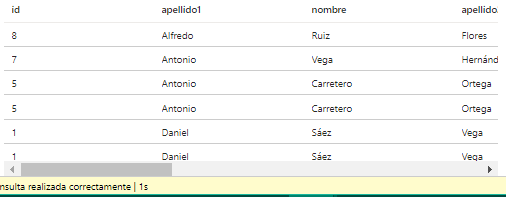 id apellido1 nombre apellido
8 Alfredo Ruiz Flores
7 Antonio Vega Hernánd
5 Antonio Carretero Ortega
5 Antonio Carretero Ortega
1 Daniel Sáez Vega
1 Daniel Sáez Vega
nsulta realizada correctamente | 1s